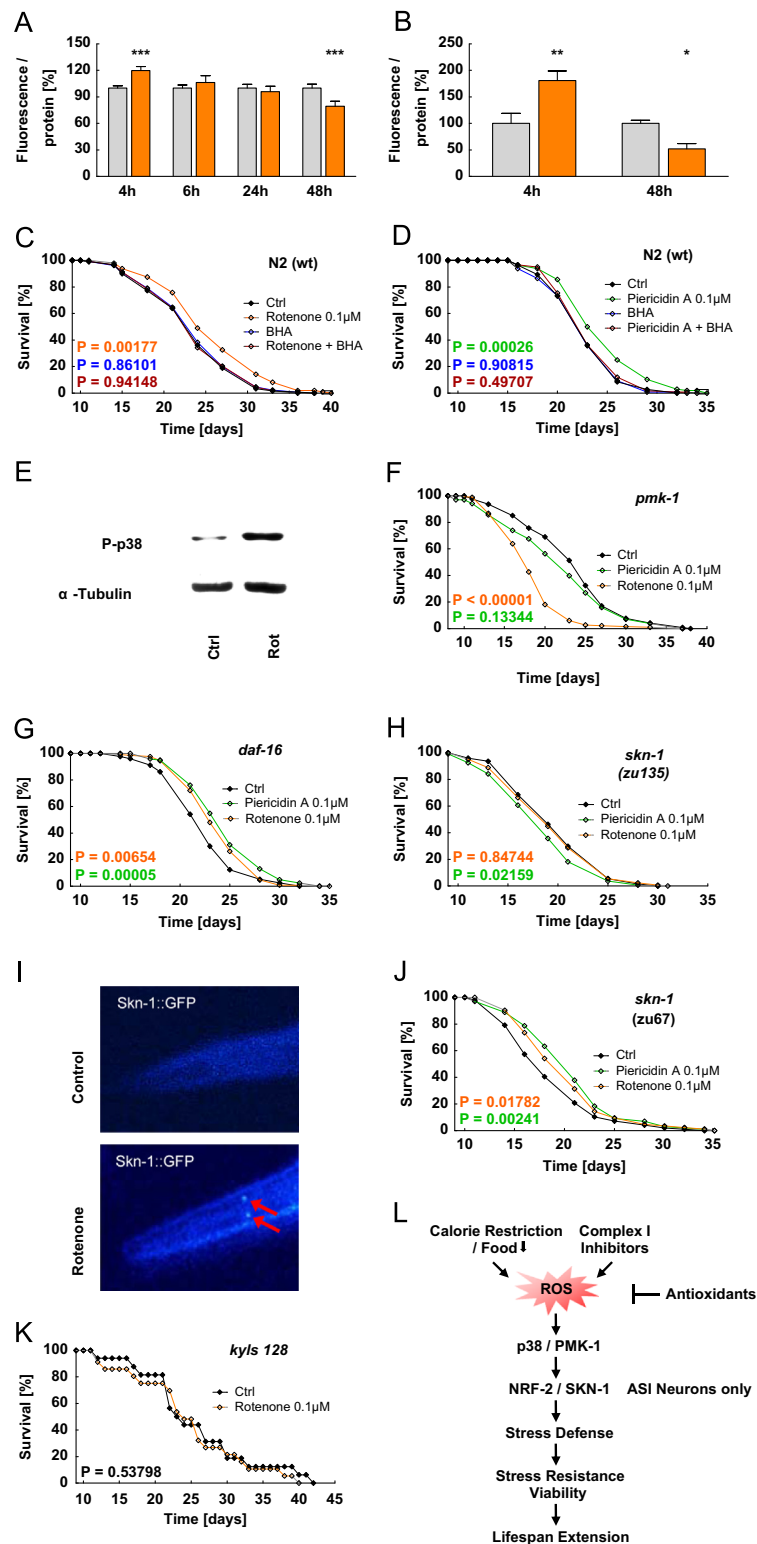 A
Fluorescence /
protein [%]
150
120
90
60
30
0
***
***
4h
6h
24h
48h
B
Fluorescence /
protein [%]
250
200
150
100
50
0
**
*
4h
48h
C
Survival [%]
100
80
60
40
20
0
N2 (wt)
Ctrl
Rotenone 0.1µM
BHA
Rotenone + BHA
P = 0.00177
P = 0.86101
P = 0.94148
10
15
20
25
30
35
40
Time [days]
D
Survival [%]
100
80
60
40
20
0
N2 (wt)
Ctrl
Piericidin A 0.1µM
BHA
Piericidin A + BHA
P = 0.00026
P = 0.90815
P = 0.49707
10
15
20
25
30
35
Time [days]
E
P-p38
α -Tubulin
Ctrl
Rot
F
Survival [%]
100
80
60
40
20
0
pmk-1
Ctrl
Piericidin A 0.1µM
Rotenone 0.1µM
P < 0.00001
P = 0.13344
10
15
20
25
30
35
40
Time [days]
G
Survival [%]
100
80
60
40
20
0
daf-16
Ctrl
Piericidin A 0.1µM
Rotenone 0.1µM
P = 0.00654
P = 0.00005
10
15
20
25
30
35
Time [days]
H
Survival [%]
100
80
60
40
20
0
skn-1
(zu135)
Ctrl
Piericidin A 0.1µM
Rotenone 0.1µM
P = 0.84744
P = 0.02159
10
15
20
25
30
35
Time [days]
I
Control
Skn-1::GFP
Rotenone
Skn-1::GFP
J
Survival [%]
100
80
60
40
20
0
skn-1
(zu67)
Ctrl
Piericidin A 0.1µM
Rotenone 0.1µM
P = 0.01782
P = 0.00241
10
15
20
25
30
35
Time [days]
K
Survival [%]
100
80
60
40
20
0
kyls 128
Ctrl
Rotenone 0.1µM
P = 0.53798
10
15
20
25
30
35
40
45
Time [days]
L
Calorie Restriction
/ Food
Complex I
Inhibitors
ROS
Antioxidants
p38 / PMK-1
NRF-2 / SKN-1
ASI Neurons only
Stress Defense
Stress Resistance
Viability
Lifespan Extension